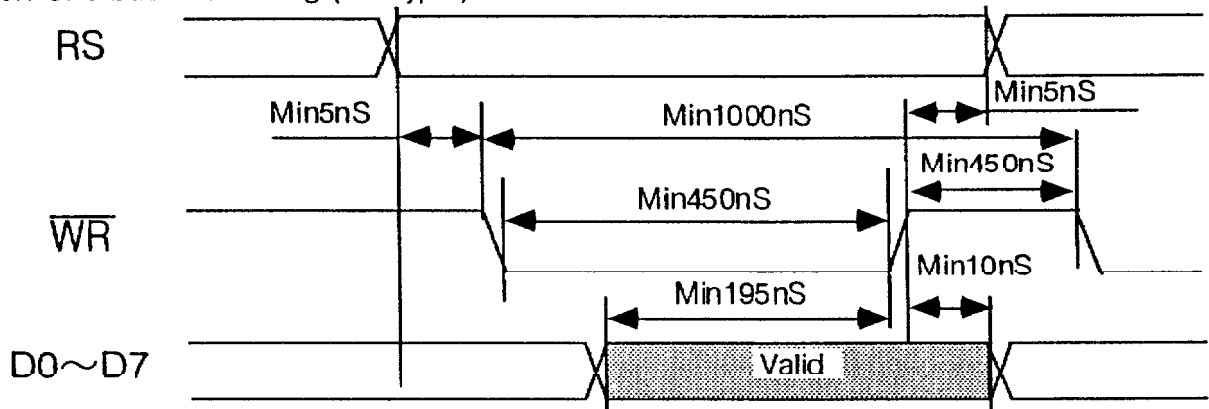 RS
Min5nS
Min1000nS
Min5nS
Min450nS
Min450nS
WR
Min10nS
Min195nS
D0～D7
Valid